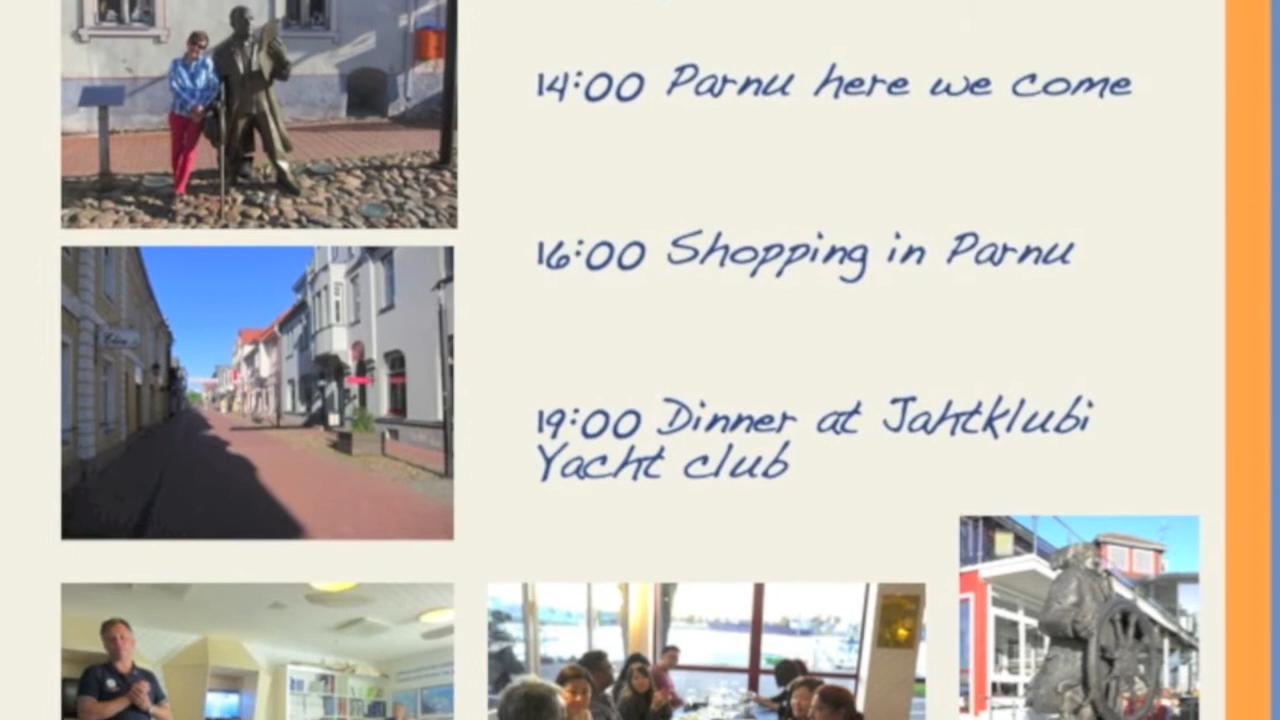 14:00 Parnu here we come
16:00 Shopping in Parnu
19:00 Dinner at Jahtklubi
Yacht club